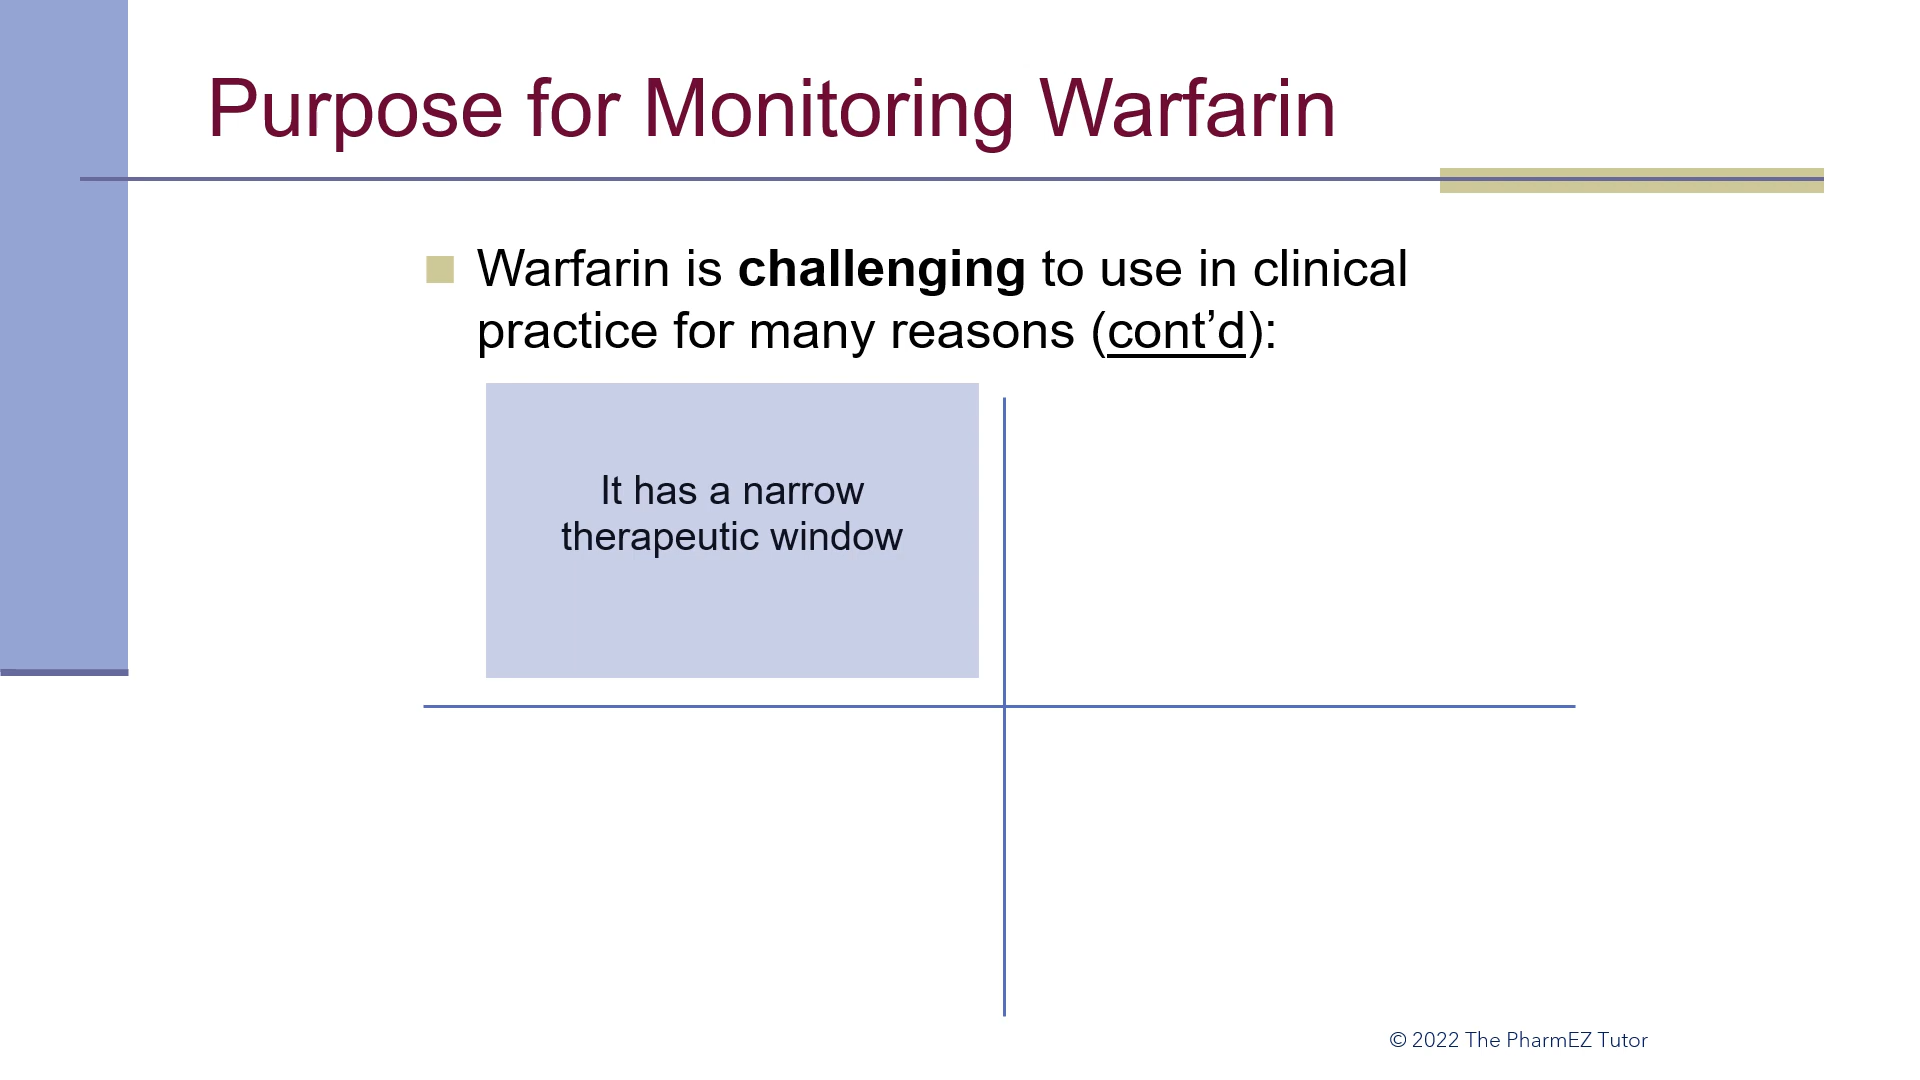 Purpose for Monitoring Warfarin
Warfarin is challenging to use in clinical
practice for many reasons (cont’d):
It has a narrow
therapeutic window
© 2022 The PharmEZ Tutor